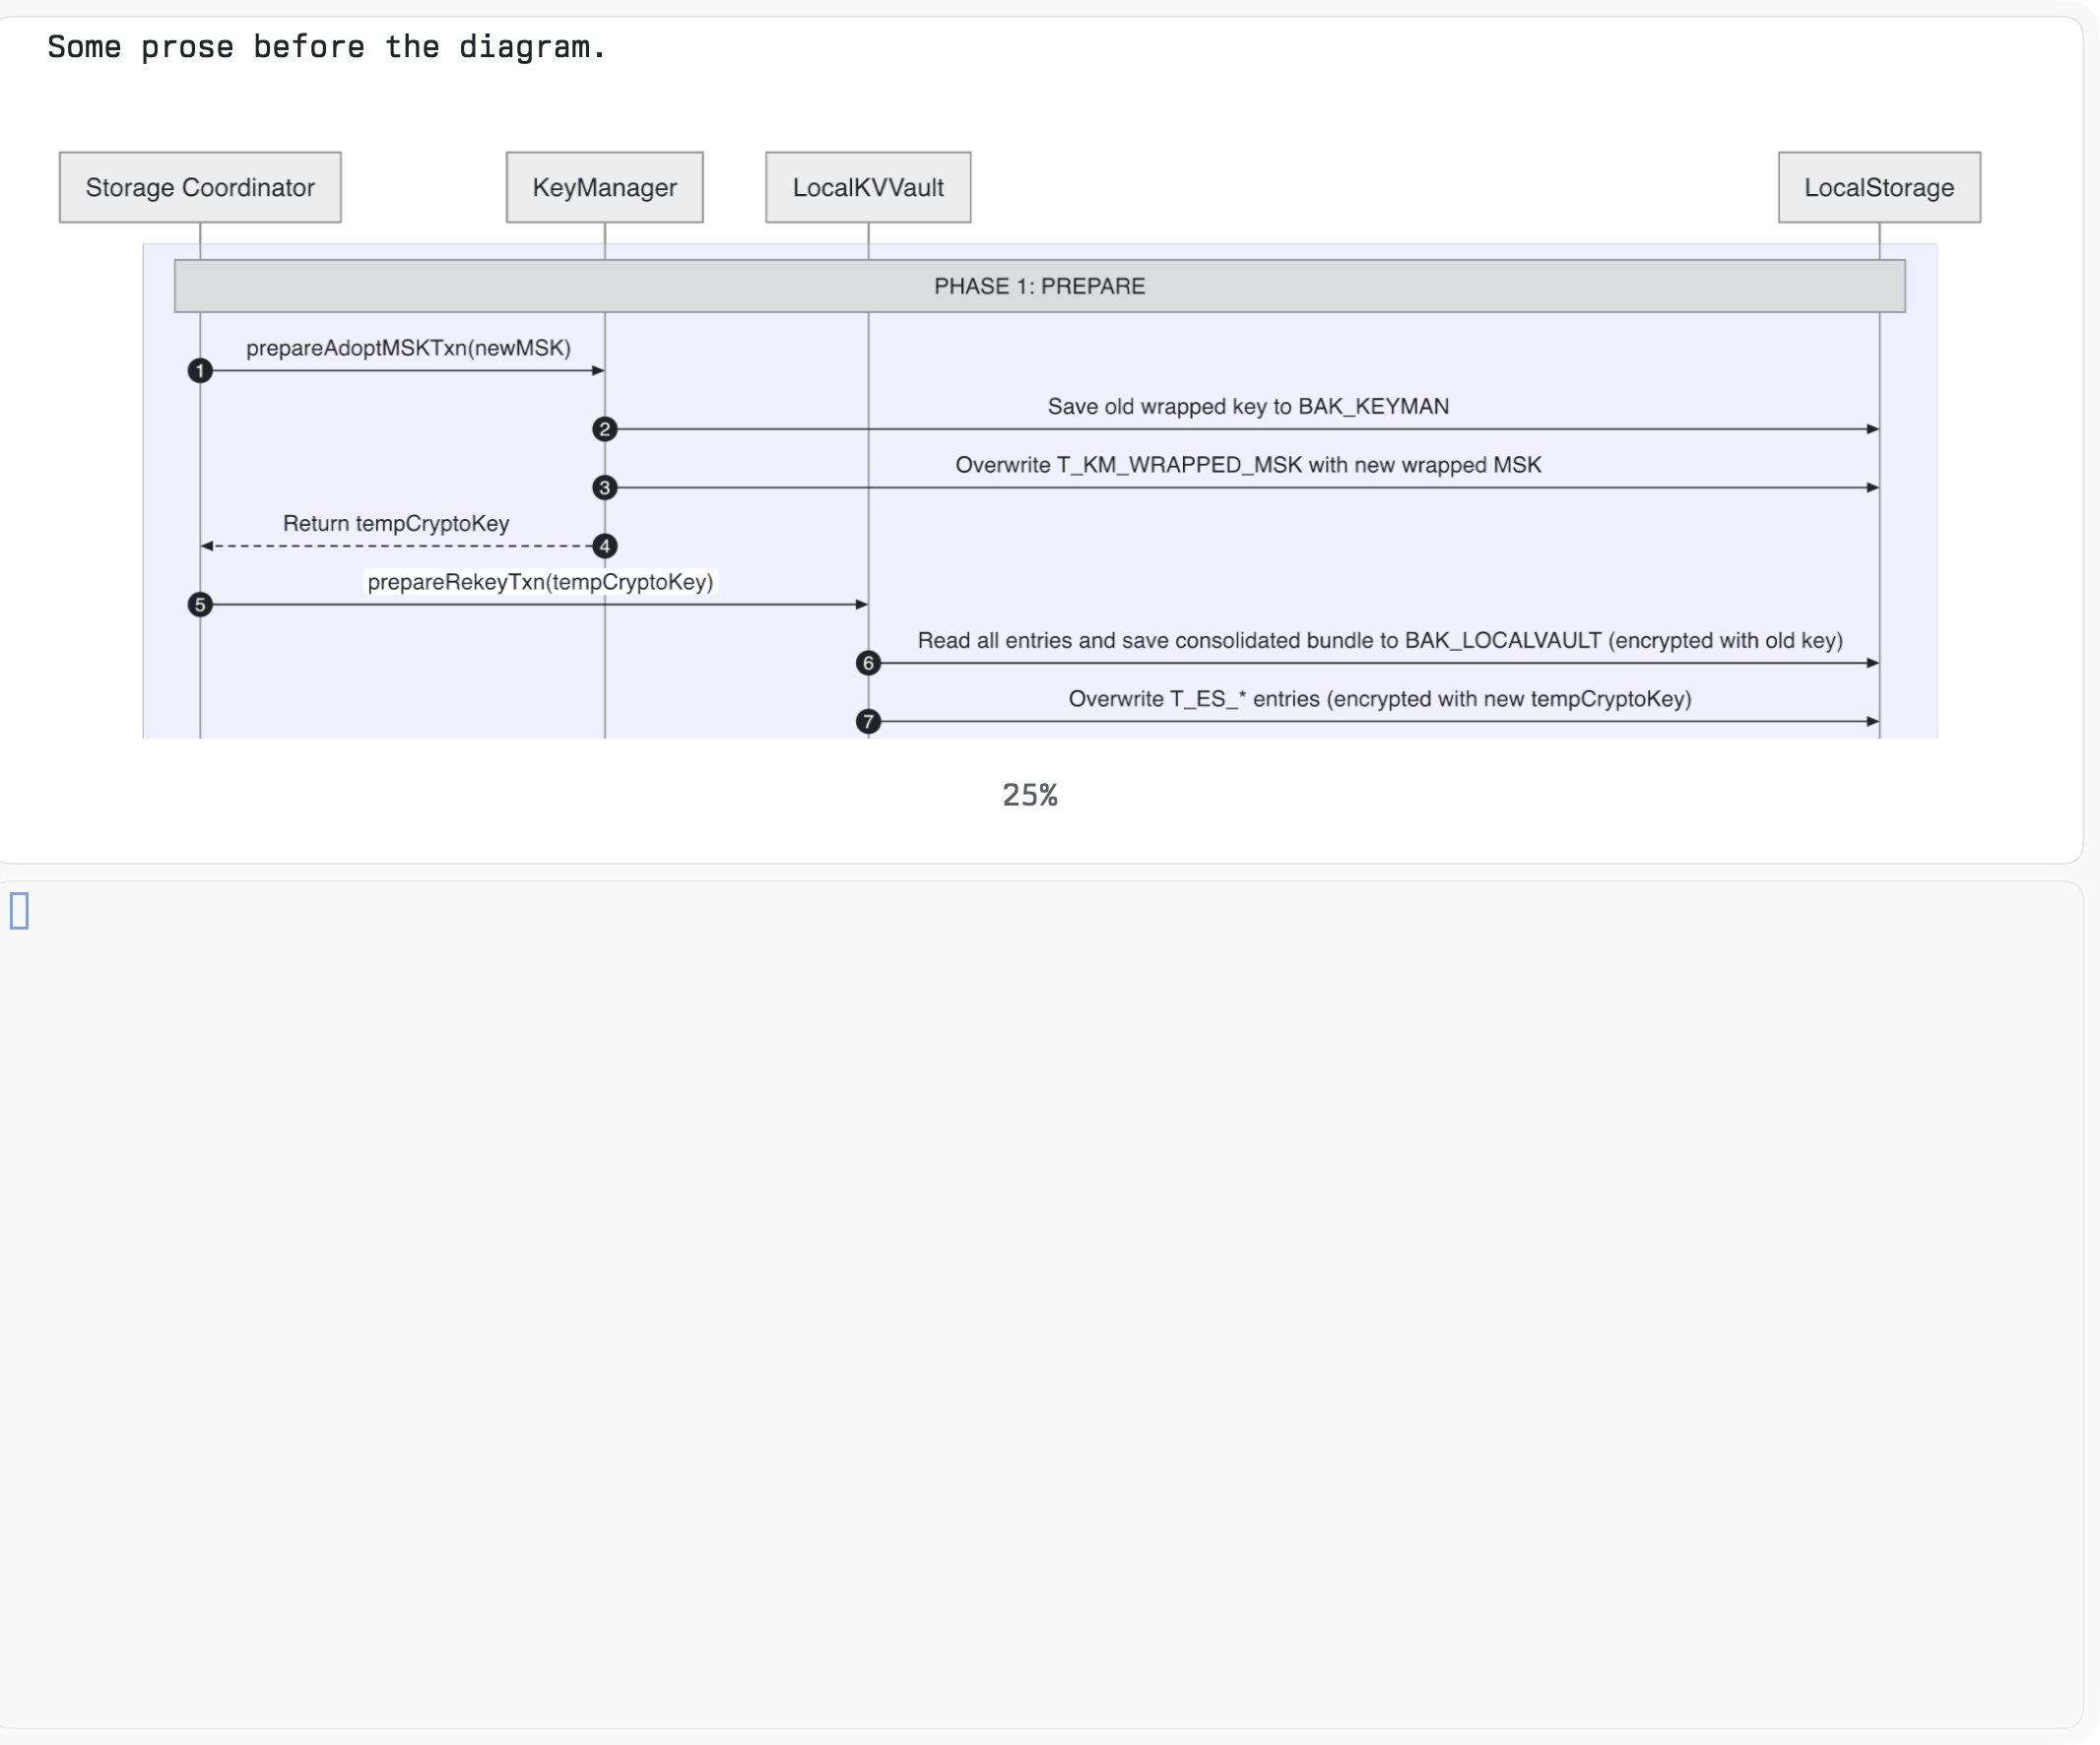 Some prose before the diagram.
Storage Coordinator
KeyManager
LocalKVVault
LocalStorage
PHASE 1: PREPARE
prepareAdoptMSKTxn(newMSK)
1
Save old wrapped key to BAK_KEYMAN
2
Overwrite T_KM_WRAPPED_MSK with new wrapped MSK
3
Return tempCryptoKey
4
prepareRekeyTxn(tempCryptoKey)
5
Read all entries and save consolidated bundle to BAK_LOCALVAULT (encrypted with old key)
6
Overwrite T_ES_* entries (encrypted with new tempCryptoKey)
7
25%